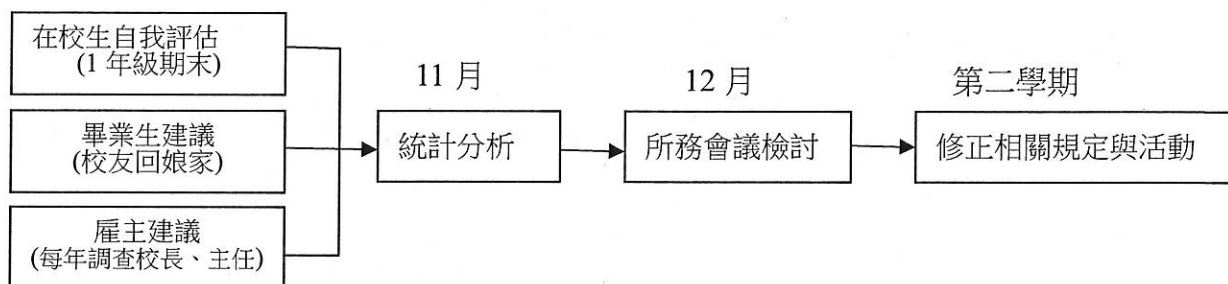 在校生自我評估
(1 年級期末)
畢業生建議
(校友回娘家)
雇主建議
(每年調查校長、主任)
11 月
統計分析
12 月
所務會議檢討
第二學期
修正相關規定與活動